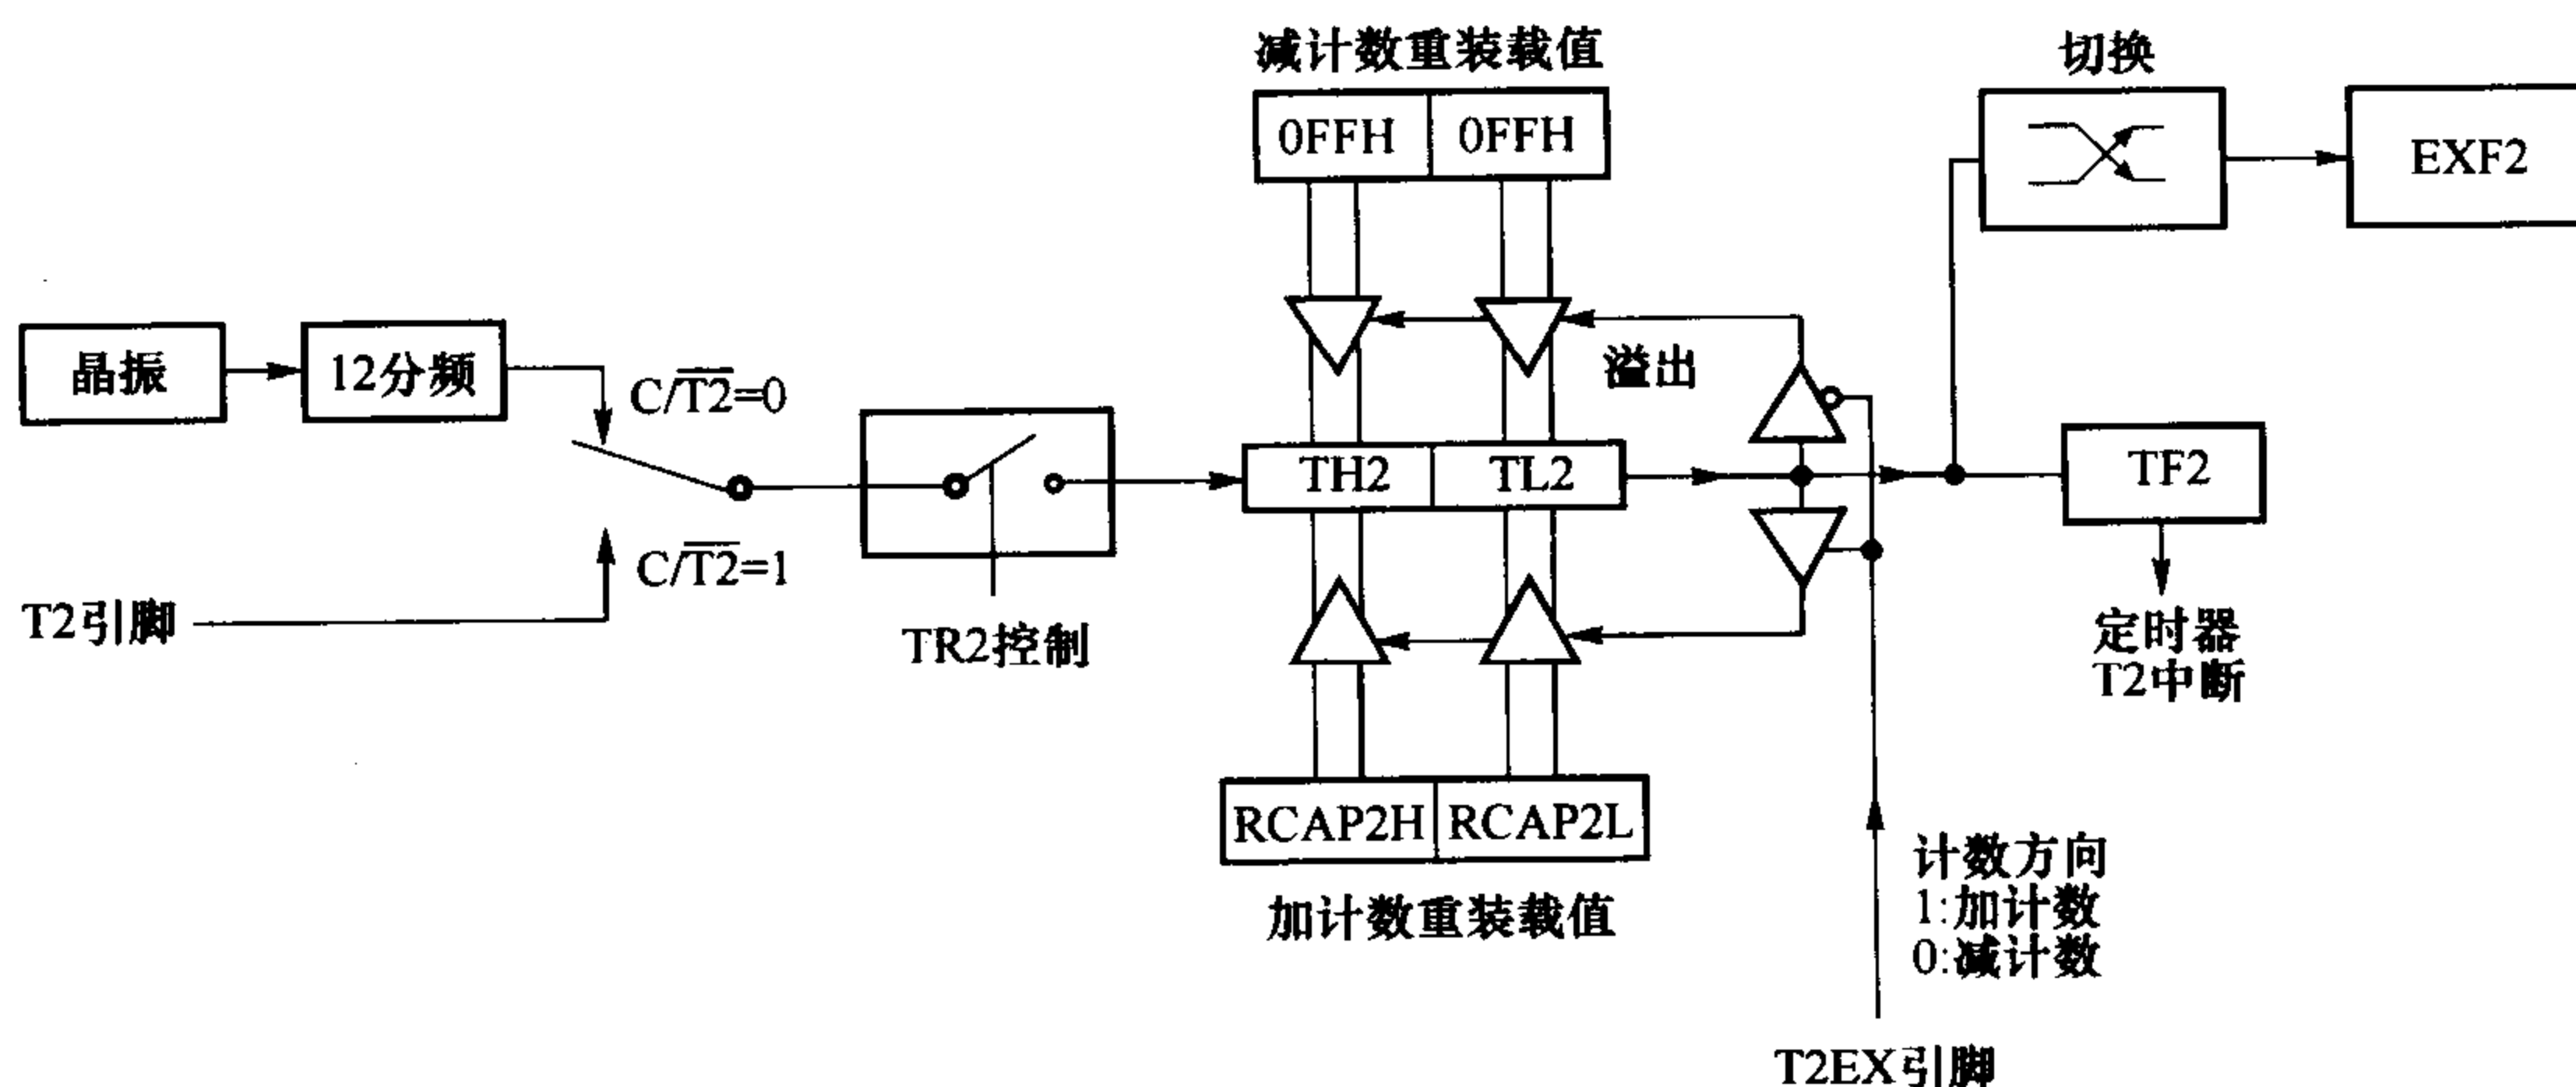 减计数重装载值
0FFH 0FFH
切换
EXF2
晶振
12分频
C/T2̅=0
溢出
TH2 TL2
TF2
C/T2̅=1
T2引脚
TR2控制
定时器
T2中断
RCAP2H RCAP2L
加计数重装载值
计数方向
1:加计数
0:减计数
T2EX引脚